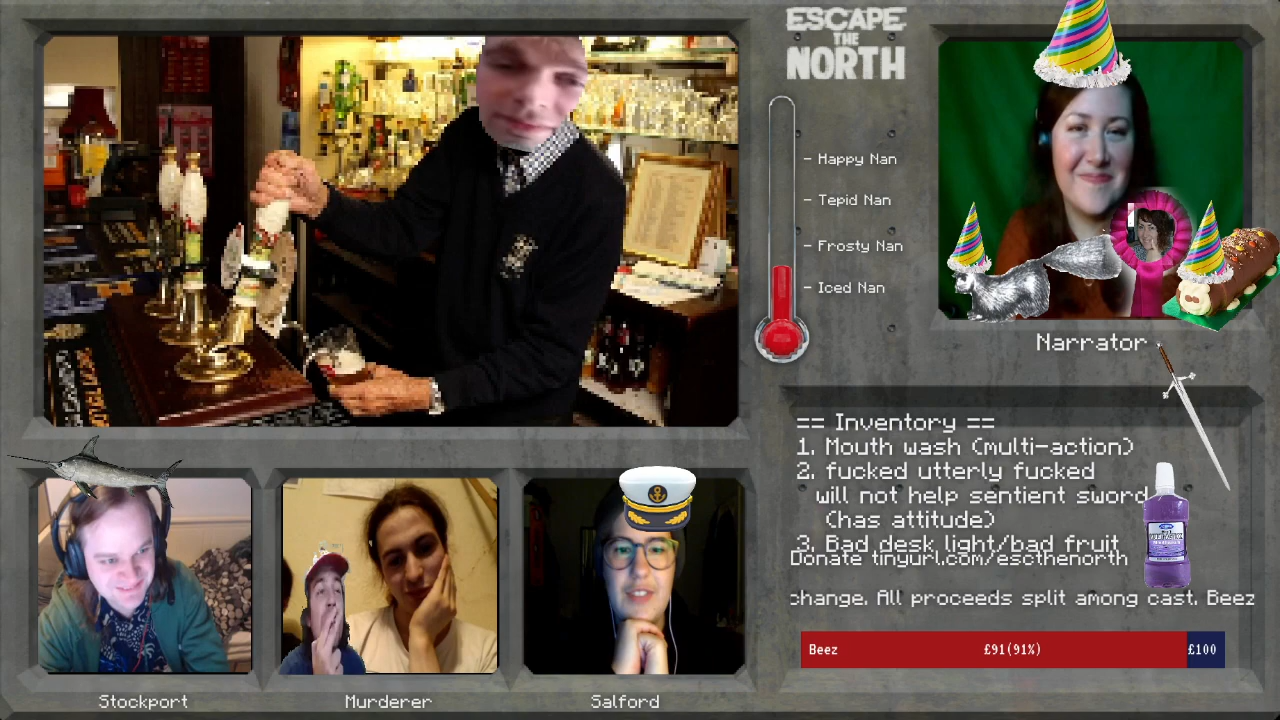 ESCAPE
THE
NORTH
- Happy Nan
- Tepid Nan
- Frosty Nan
- Iced Nan
Narrator
== Inventory ==
1. Mouth wash (multi-action)
2. fucked utterly fucked
will not help sentient sword
(has attitude)
3. Bad desk light/bad fruit
Donate tinyurl.com/escthenorth
change. All proceeds split among cast. Beez
Beez £91(91%) £100
Stockport
Murderer
Salford